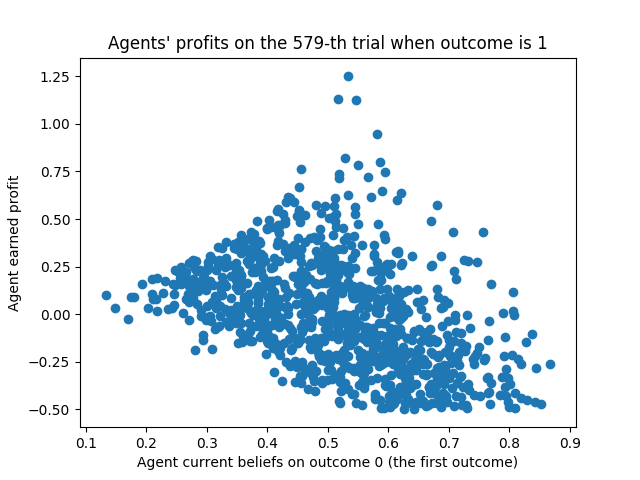 Agents' profits on the 579-th trial when outcome is 1
Agent earned profit
1.25
1.00
0.75
0.50
0.25
0.00
−0.25
−0.50
0.1 0.2 0.3 0.4 0.5 0.6 0.7 0.8 0.9
Agent current beliefs on outcome 0 (the first outcome)